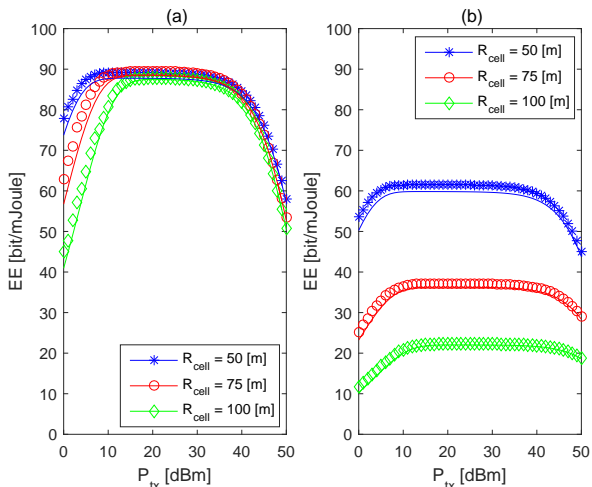 (a)
100
90
80
70
60
50
40
30
20
10
0
EE [bit/mJoule]
0 10 20 30 40 50
P_tx [dBm]
R_cell = 50 [m]
R_cell = 75 [m]
R_cell = 100 [m]
(b)
100
90
80
70
60
50
40
30
20
10
0
EE [bit/mJoule]
0 10 20 30 40 50
P_tx [dBm]
R_cell = 50 [m]
R_cell = 75 [m]
R_cell = 100 [m]